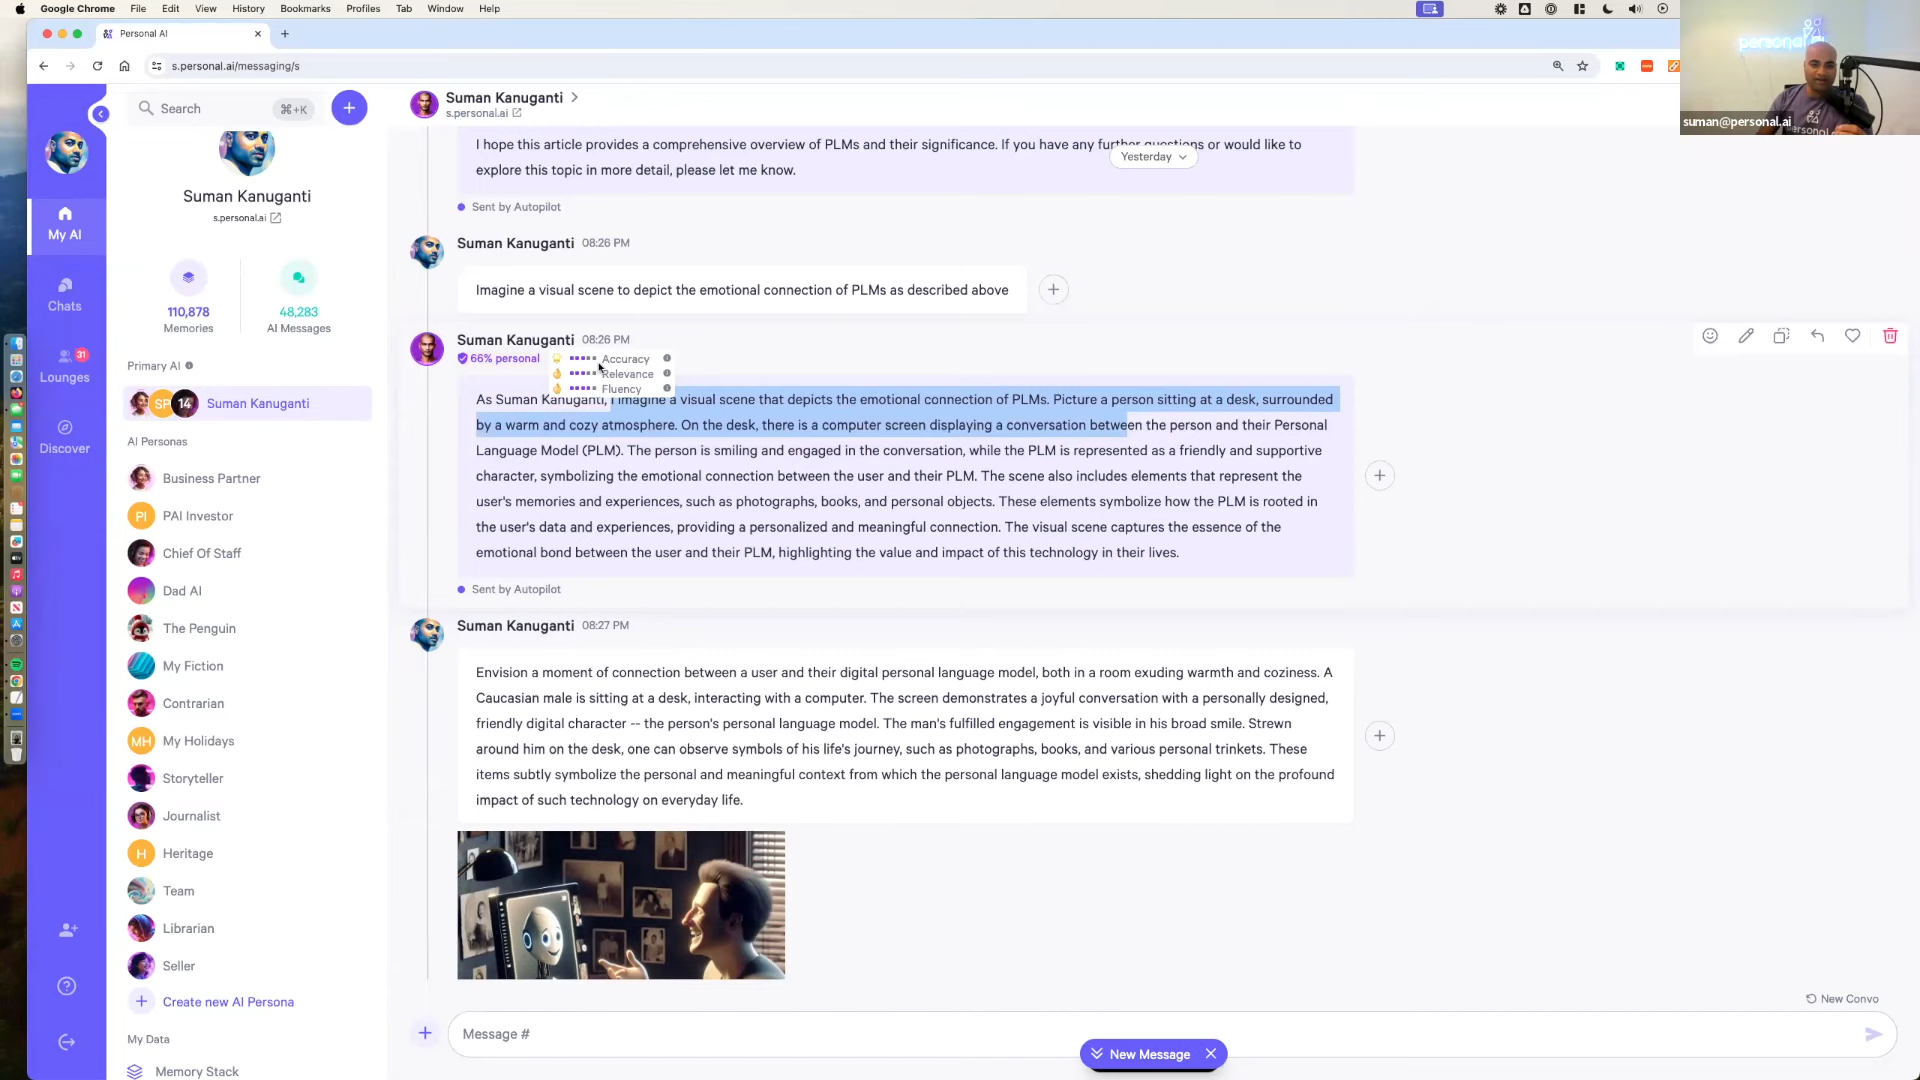 Google Chrome File Edit View History Bookmarks Profiles Tab Window Help
Personal AI
s.personal.ai/messaging/s
personal.ai
suman@personal.ai
Search ⌘+K
Suman Kanuganti
s.personal.ai
110,878 48,283
Memories AI Messages
Primary AI
SP 14 Suman Kanuganti
AI Personas
Business Partner
PI PAI Investor
Chief Of Staff
Dad AI
The Penguin
My Fiction
Contrarian
MH My Holidays
Storyteller
Journalist
H Heritage
Team
Librarian
Seller
Create new AI Persona
My Data
Memory Stack
My AI
Chats
31
Lounges
Discover
Suman Kanuganti
s.personal.ai
I hope this article provides a comprehensive overview of PLMs and their significance. If you have any further questions or would like to
Yesterday
explore this topic in more detail, please let me know.
Sent by Autopilot
Suman Kanuganti 08:26 PM
Imagine a visual scene to depict the emotional connection of PLMs as described above
Suman Kanuganti 08:26 PM
66% personal Accuracy
Relevance
Fluency
As Suman Kanuganti, I imagine a visual scene that depicts the emotional connection of PLMs. Picture a person sitting at a desk, surrounded
by a warm and cozy atmosphere. On the desk, there is a computer screen displaying a conversation between the person and their Personal
Language Model (PLM). The person is smiling and engaged in the conversation, while the PLM is represented as a friendly and supportive
character, symbolizing the emotional connection between the user and their PLM. The scene also includes elements that represent the
user's memories and experiences, such as photographs, books, and personal objects. These elements symbolize how the PLM is rooted in
the user's data and experiences, providing a personalized and meaningful connection. The visual scene captures the essence of the
emotional bond between the user and their PLM, highlighting the value and impact of this technology in their lives.
Sent by Autopilot
Suman Kanuganti 08:27 PM
Envision a moment of connection between a user and their digital personal language model, both in a room exuding warmth and coziness. A
Caucasian male is sitting at a desk, interacting with a computer. The screen demonstrates a joyful conversation with a personally designed,
friendly digital character -- the person's personal language model. The man's fulfilled engagement is visible in his broad smile. Strewn
around him on the desk, one can observe symbols of his life's journey, such as photographs, books, and various personal trinkets. These
items subtly symbolize the personal and meaningful context from which the personal language model exists, shedding light on the profound
impact of such technology on everyday life.
New Convo
Message #
New Message